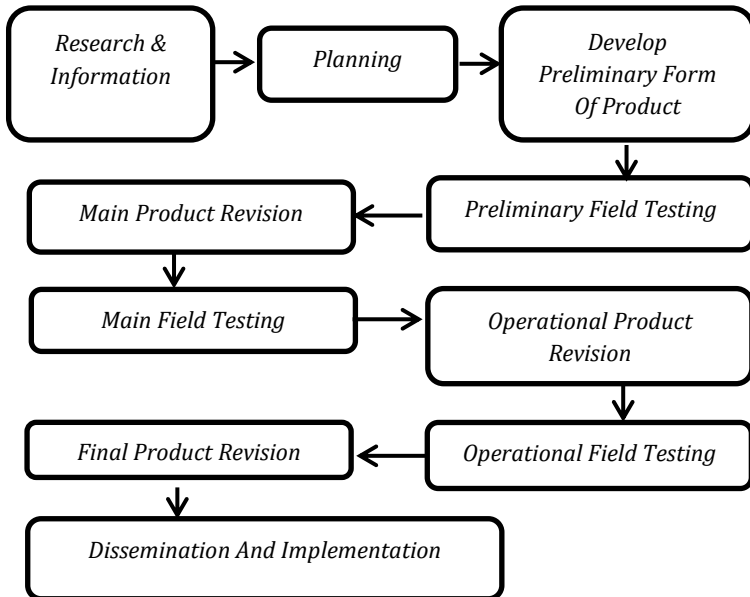 Research &
Information
Planning
Develop
Preliminary Form
Of Product
Preliminary Field Testing
Main Product Revision
Main Field Testing
Operational Product
Revision
Operational Field Testing
Final Product Revision
Dissemination And Implementation